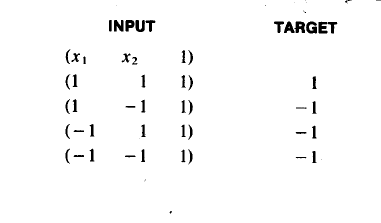 INPUT TARGET
(x₁ x₂ 1)
(1 1 1) 1
(1 −1 1) −1
(−1 1 1) −1
(−1 −1 1) −1